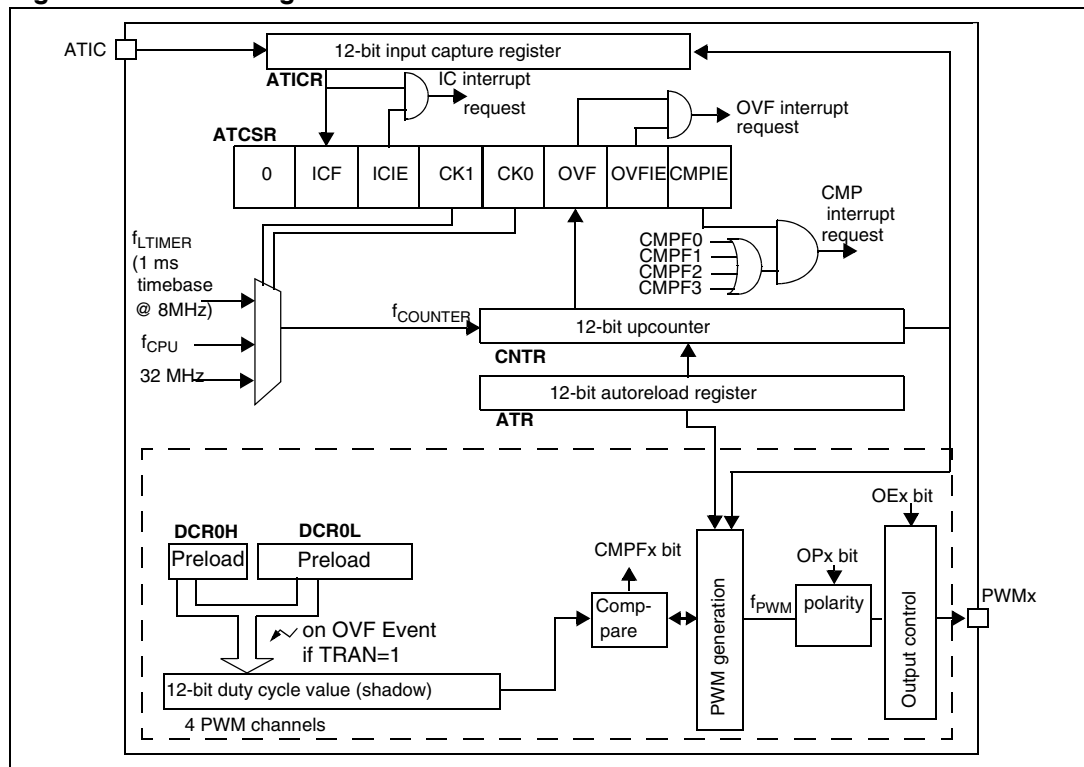 ATIC
12-bit input capture register
ATICR
IC interrupt
request
OVF interrupt
request
ATCSR
0 ICF ICIE CK1 CK0 OVF OVFIE CMPIE
CMP
interrupt
request
CMPF0
CMPF1
CMPF2
CMPF3
fLTIMER
(1 ms
timebase
@ 8MHz)
fCPU
32 MHz
fCOUNTER
12-bit upcounter
CNTR
12-bit autoreload register
ATR
DCR0H
DCR0L
Preload
Preload
on OVF Event
if TRAN=1
12-bit duty cycle value (shadow)
4 PWM channels
CMPFx bit
Comp-
pare
PWM generation
fPWM
OPx bit
polarity
OEx bit
Output control
PWMx